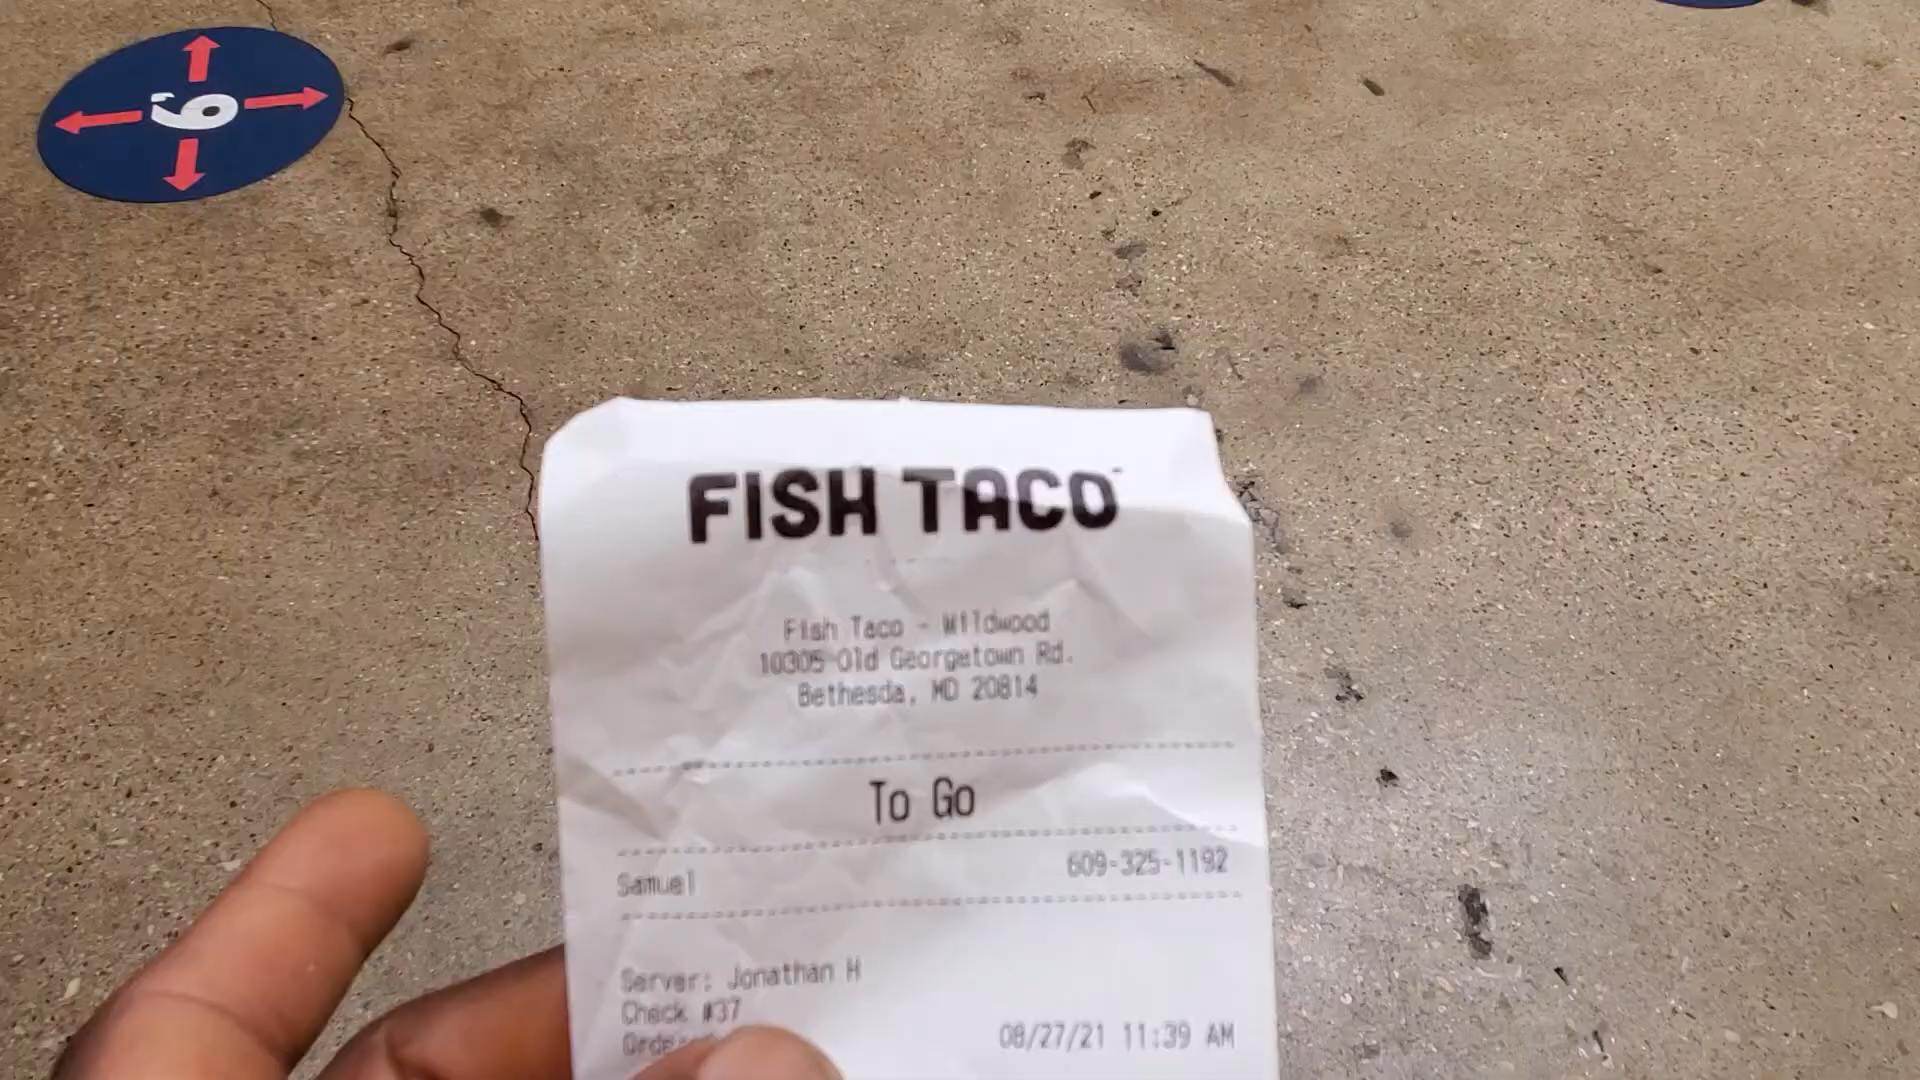 6'
FISH TACO
Fish Taco - Wildwood
10305 Old Georgetown Rd.
Bethesda, MD 20814
To Go
Samuel 609-325-1192
Server: Jonathan H
Check #37
08/27/21 11:39 AM